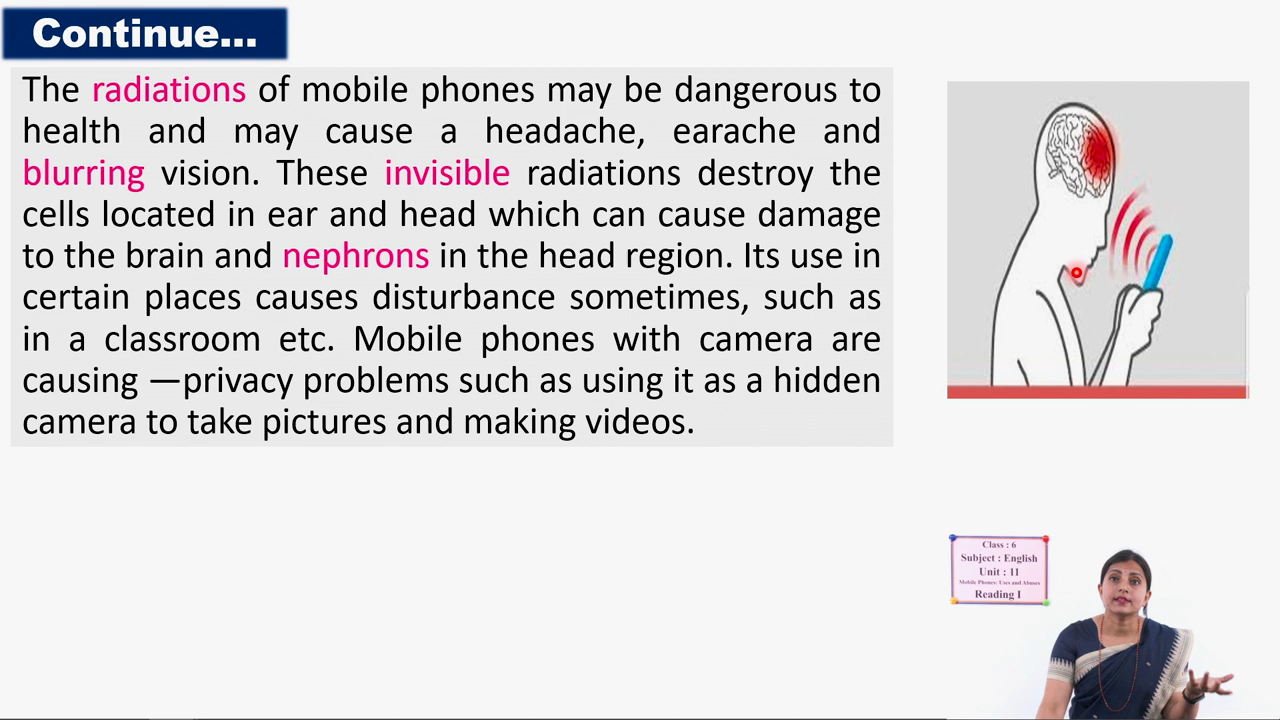 Continue...
The radiations of mobile phones may be dangerous to
health and may cause a headache, earache and
blurring vision. These invisible radiations destroy the
cells located in ear and head which can cause damage
to the brain and nephrons in the head region. Its use in
certain places causes disturbance sometimes, such as
in a classroom etc. Mobile phones with camera are
causing —privacy problems such as using it as a hidden
camera to take pictures and making videos.
Class : 6
Subject : English
Unit : 11
Mobile Phones: Uses and Abuses
Reading I